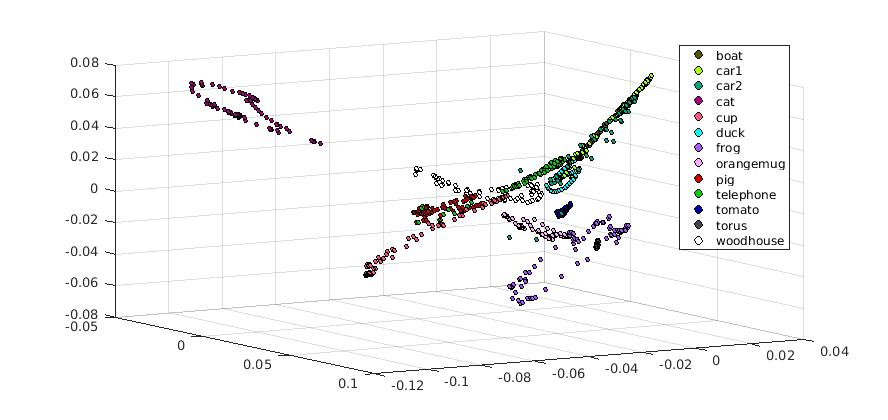 0.08
0.06
0.04
0.02
0
-0.02
-0.04
-0.06
-0.08
-0.05
0
0.05
0.1
-0.12
-0.1
-0.08
-0.06
-0.04
-0.02
0
0.02
0.04
boat
car1
car2
cat
cup
duck
frog
orangemug
pig
telephone
tomato
torus
woodhouse